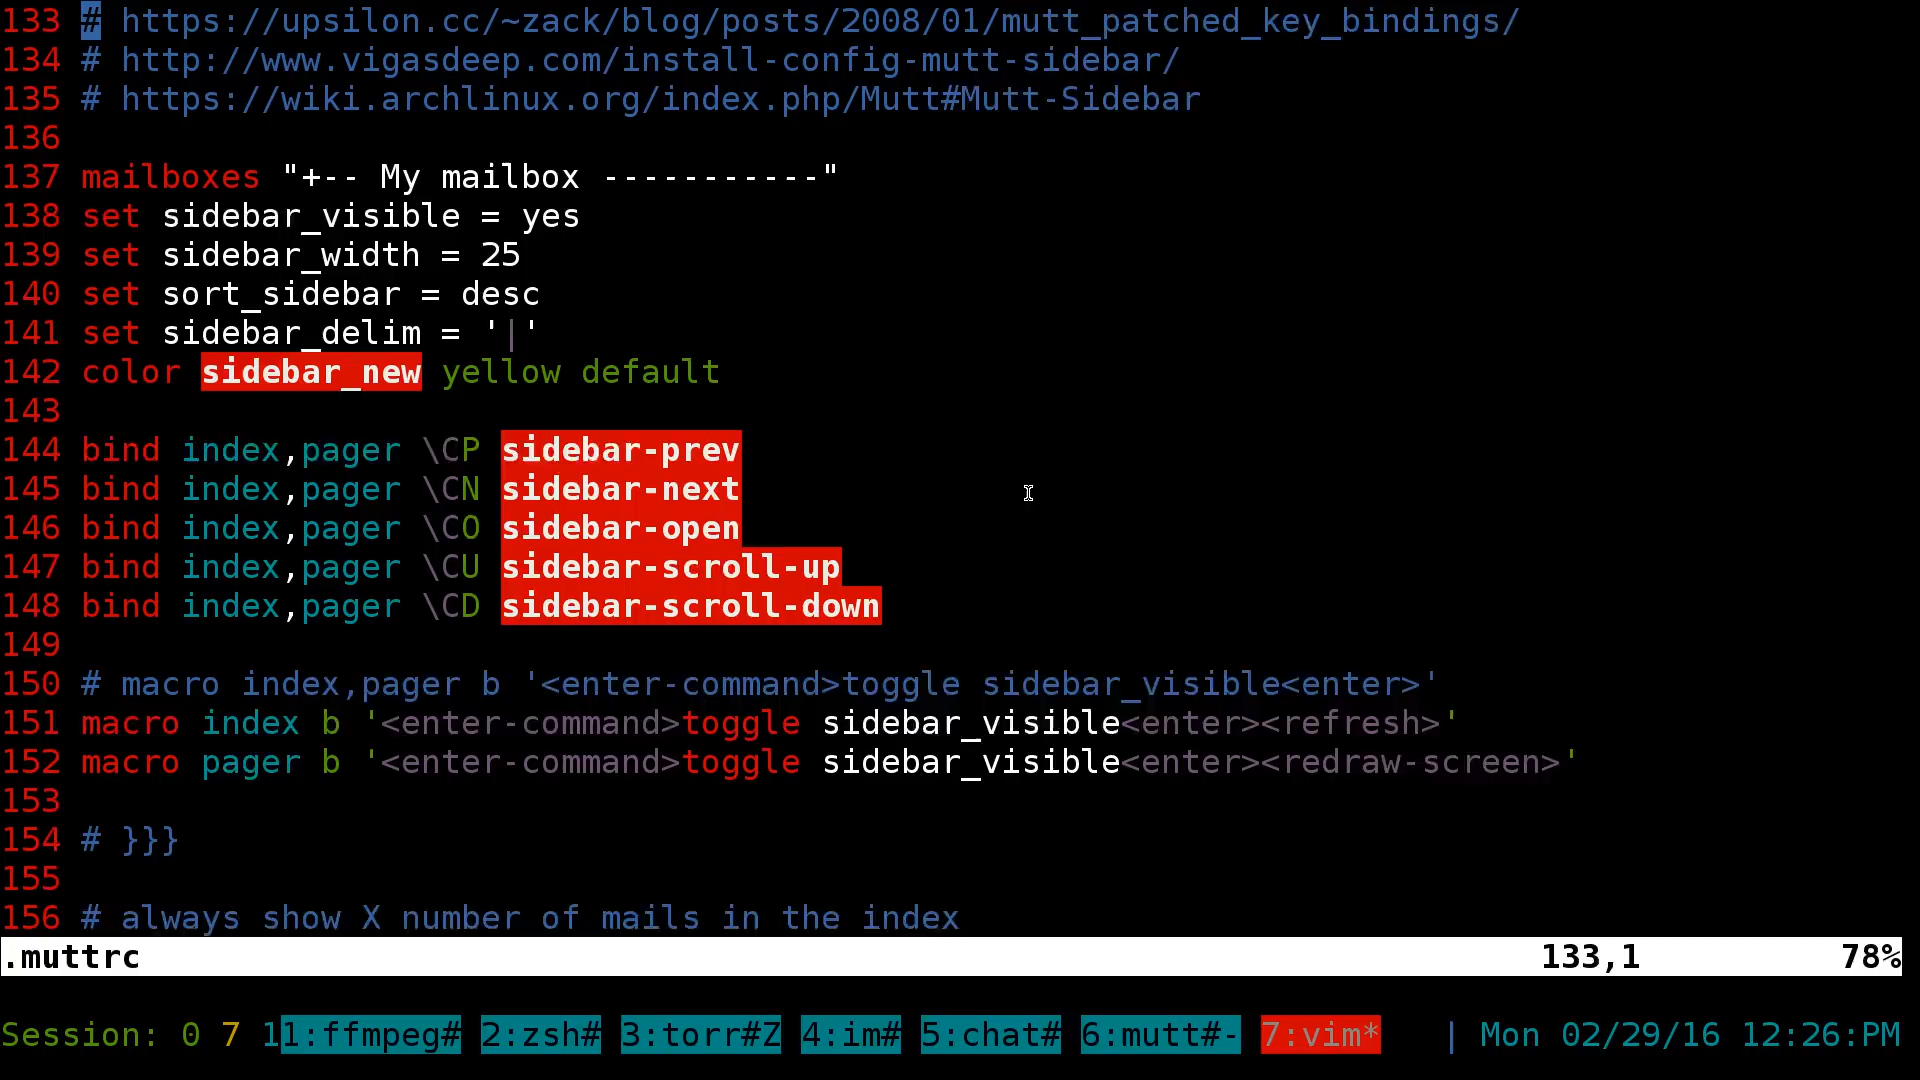 133 # https://upsilon.cc/~zack/blog/posts/2008/01/mutt_patched_key_bindings/
134 # http://www.vigasdeep.com/install-config-mutt-sidebar/
135 # https://wiki.archlinux.org/index.php/Mutt#Mutt-Sidebar
136
137 mailboxes "+-- My mailbox -----------"
138 set sidebar_visible = yes
139 set sidebar_width = 25
140 set sort_sidebar = desc
141 set sidebar_delim = '|'
142 color sidebar_new yellow default
143
144 bind index,pager \CP sidebar-prev
145 bind index,pager \CN sidebar-next
146 bind index,pager \CO sidebar-open
147 bind index,pager \CU sidebar-scroll-up
148 bind index,pager \CD sidebar-scroll-down
149
150 # macro index,pager b '<enter-command>toggle sidebar_visible<enter>'
151 macro index b '<enter-command>toggle sidebar_visible<enter><refresh>'
152 macro pager b '<enter-command>toggle sidebar_visible<enter><redraw-screen>'
153
154 # }}}
155
156 # always show X number of mails in the index
.muttrc 133,1 78%
Session: 0 7 11:ffmpeg# 2:zsh# 3:torr#Z 4:im# 5:chat# 6:mutt#- 7:vim* | Mon 02/29/16 12:26:PM